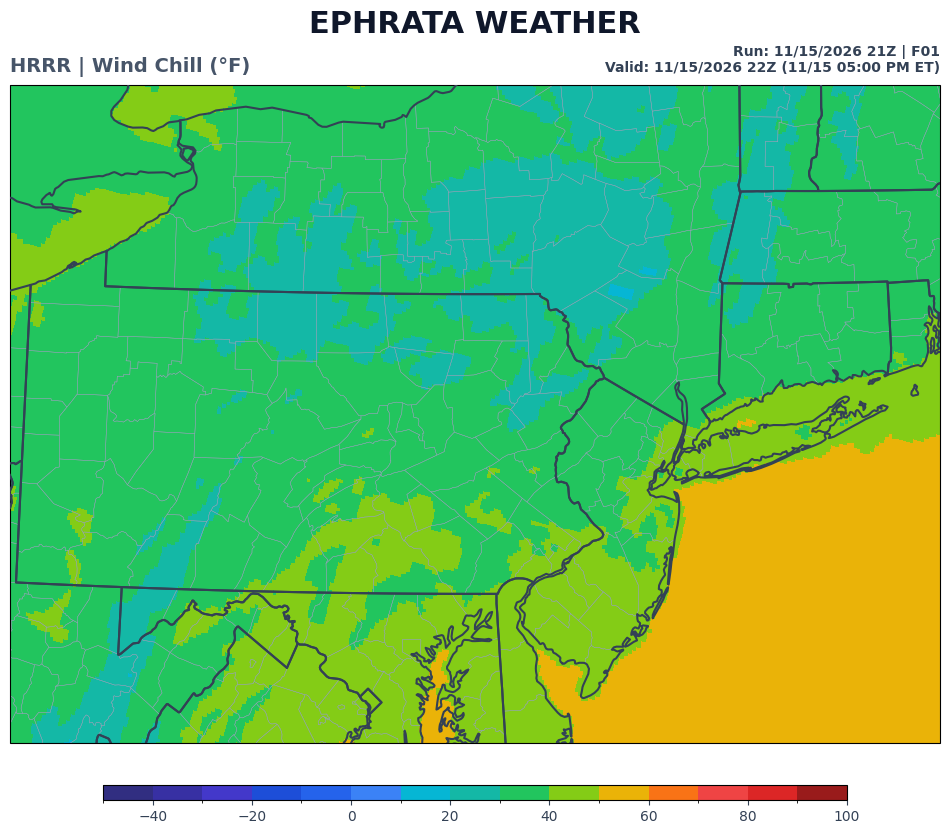 EPHRATA WEATHER
HRRR | Wind Chill (°F)
Run: 11/15/2026 21Z | F01
Valid: 11/15/2026 22Z (11/15 05:00 PM ET)
−40 −20 0 20 40 60 80 100